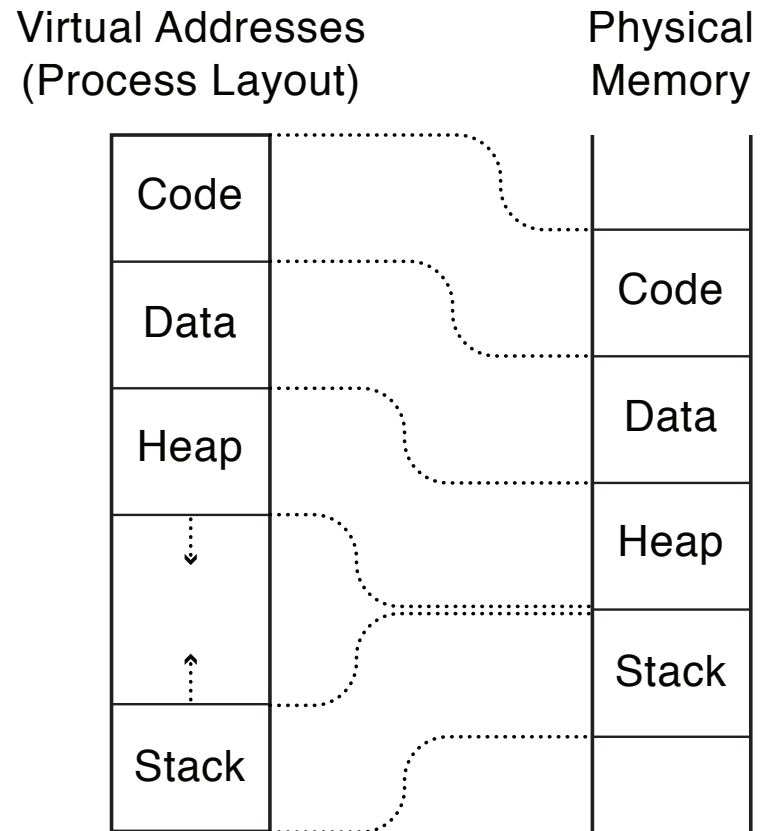 Virtual Addresses
(Process Layout)
Code
Data
Heap
Stack
Physical
Memory
Code
Data
Heap
Stack